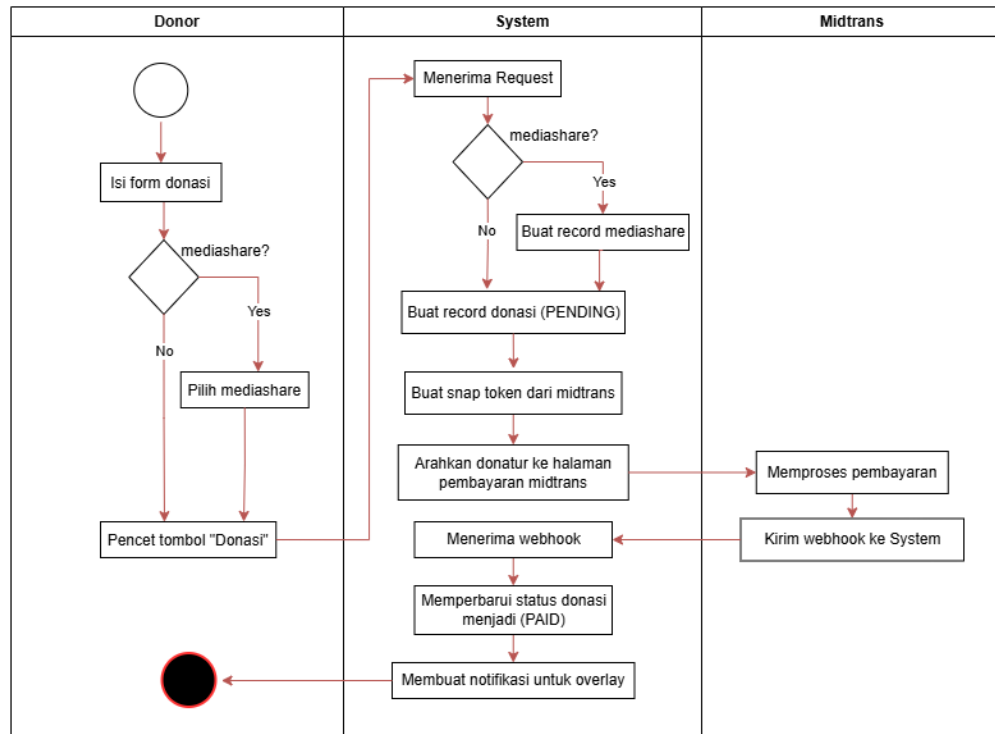 Donor
System
Midtrans
Isi form donasi
mediashare?
Yes
No
Pilih mediashare
Pencet tombol "Donasi"
Menerima Request
mediashare?
Yes
No
Buat record mediashare
Buat record donasi (PENDING)
Buat snap token dari midtrans
Arahkan donatur ke halaman
pembayaran midtrans
Memproses pembayaran
Kirim webhook ke System
Menerima webhook
Memperbarui status donasi
menjadi (PAID)
Membuat notifikasi untuk overlay